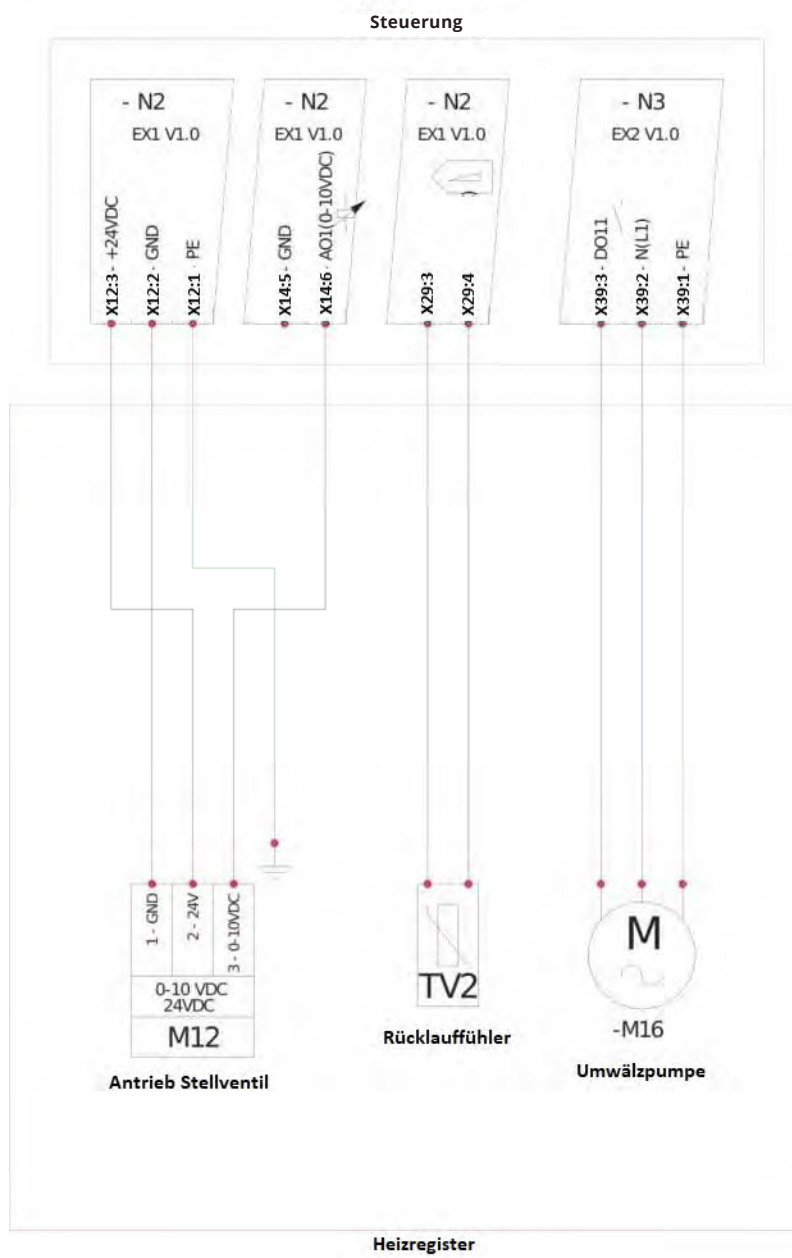 Steuerung
- N2
EX1 V1.0
X12:3 - +24VDC
X12:2 - GND
X12:1 - PE
- N2
EX1 V1.0
X14:5 - GND
X14:6 - AO1(0-10VDC)
- N2
EX1 V1.0
X29:3
X29:4
- N3
EX2 V1.0
X39:3 - DO11
X39:2 - N(L1)
X39:1 - PE
1 - GND
2 - 24V
3 - 0-10VDC
0-10 VDC
24VDC
M12
Antrieb Stellventil
TV2
Rücklauffühler
M
-M16
Umwälzpumpe
Heizregister